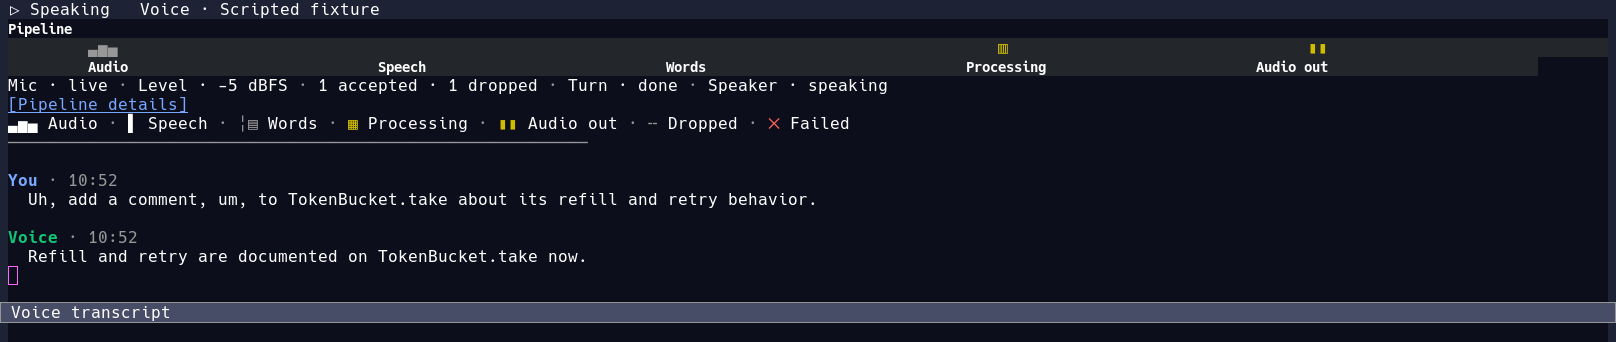 ▷ Speaking   Voice · Scripted fixture
Pipeline
Audio Speech Words Processing Audio out
Mic · live · Level · -5 dBFS · 1 accepted · 1 dropped · Turn · done · Speaker · speaking
[Pipeline details]
Audio · Speech · Words · Processing · Audio out · -- Dropped · × Failed
You · 10:52
Uh, add a comment, um, to TokenBucket.take about its refill and retry behavior.
Voice · 10:52
Refill and retry are documented on TokenBucket.take now.
Voice transcript